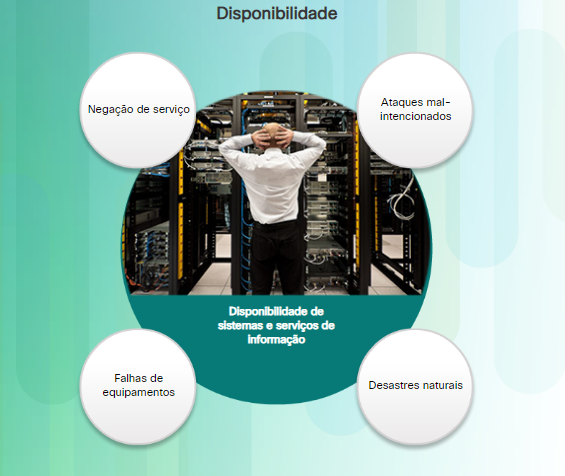 Disponibilidade
Negação de serviço
Ataques mal-
intencionados
Disponibilidade de
sistemas e serviços de
informação
Falhas de
equipamentos
Desastres naturais